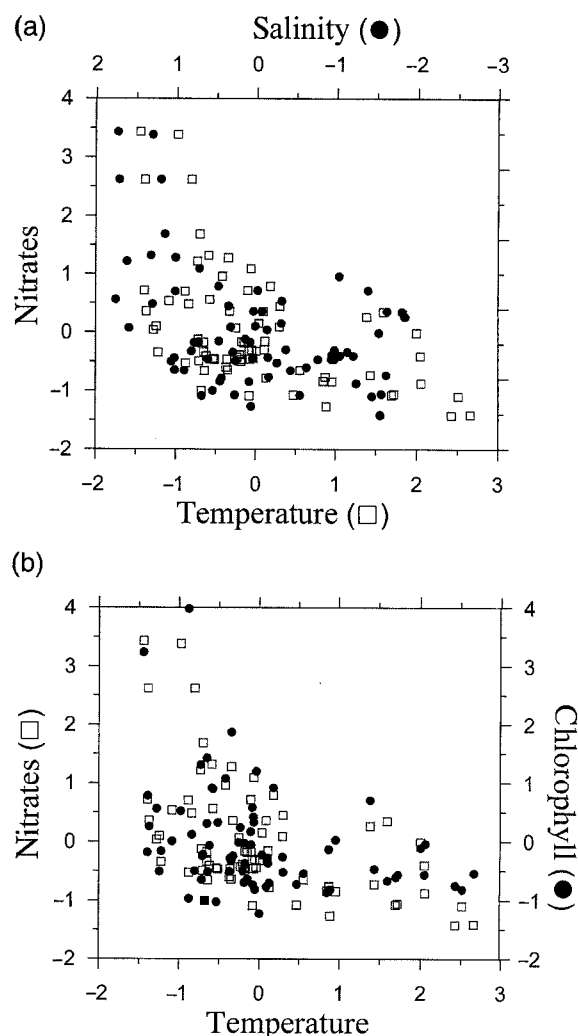 (a)
Salinity (●)
2 1 0 −1 −2 −3
4
3
2
1
0
−1
−2
Nitrates
−2 −1 0 1 2 3
Temperature (□)
(b)
4
3
2
1
0
−1
−2
Nitrates (□)
4
3
2
1
0
−1
−2
Chlorophyll (●)
−2 −1 0 1 2 3
Temperature